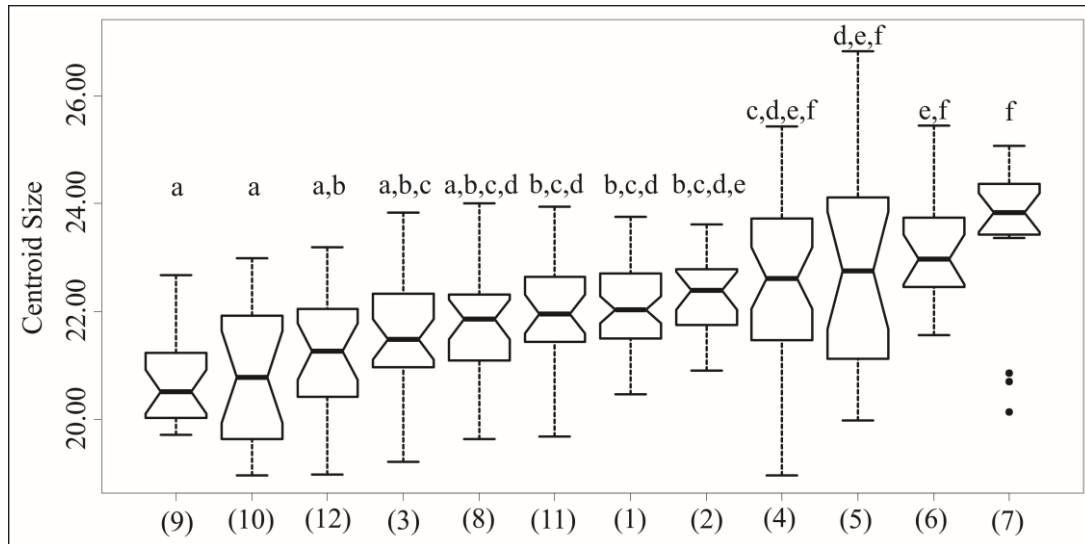 d,e,f
26.00
c,d,e,f
e,f
f
24.00
a
a
a,b
a,b,c
a,b,c,d
b,c,d
b,c,d
b,c,d,e
Centroid Size
22.00
20.00
(9) (10) (12) (3) (8) (11) (1) (2) (4) (5) (6) (7)